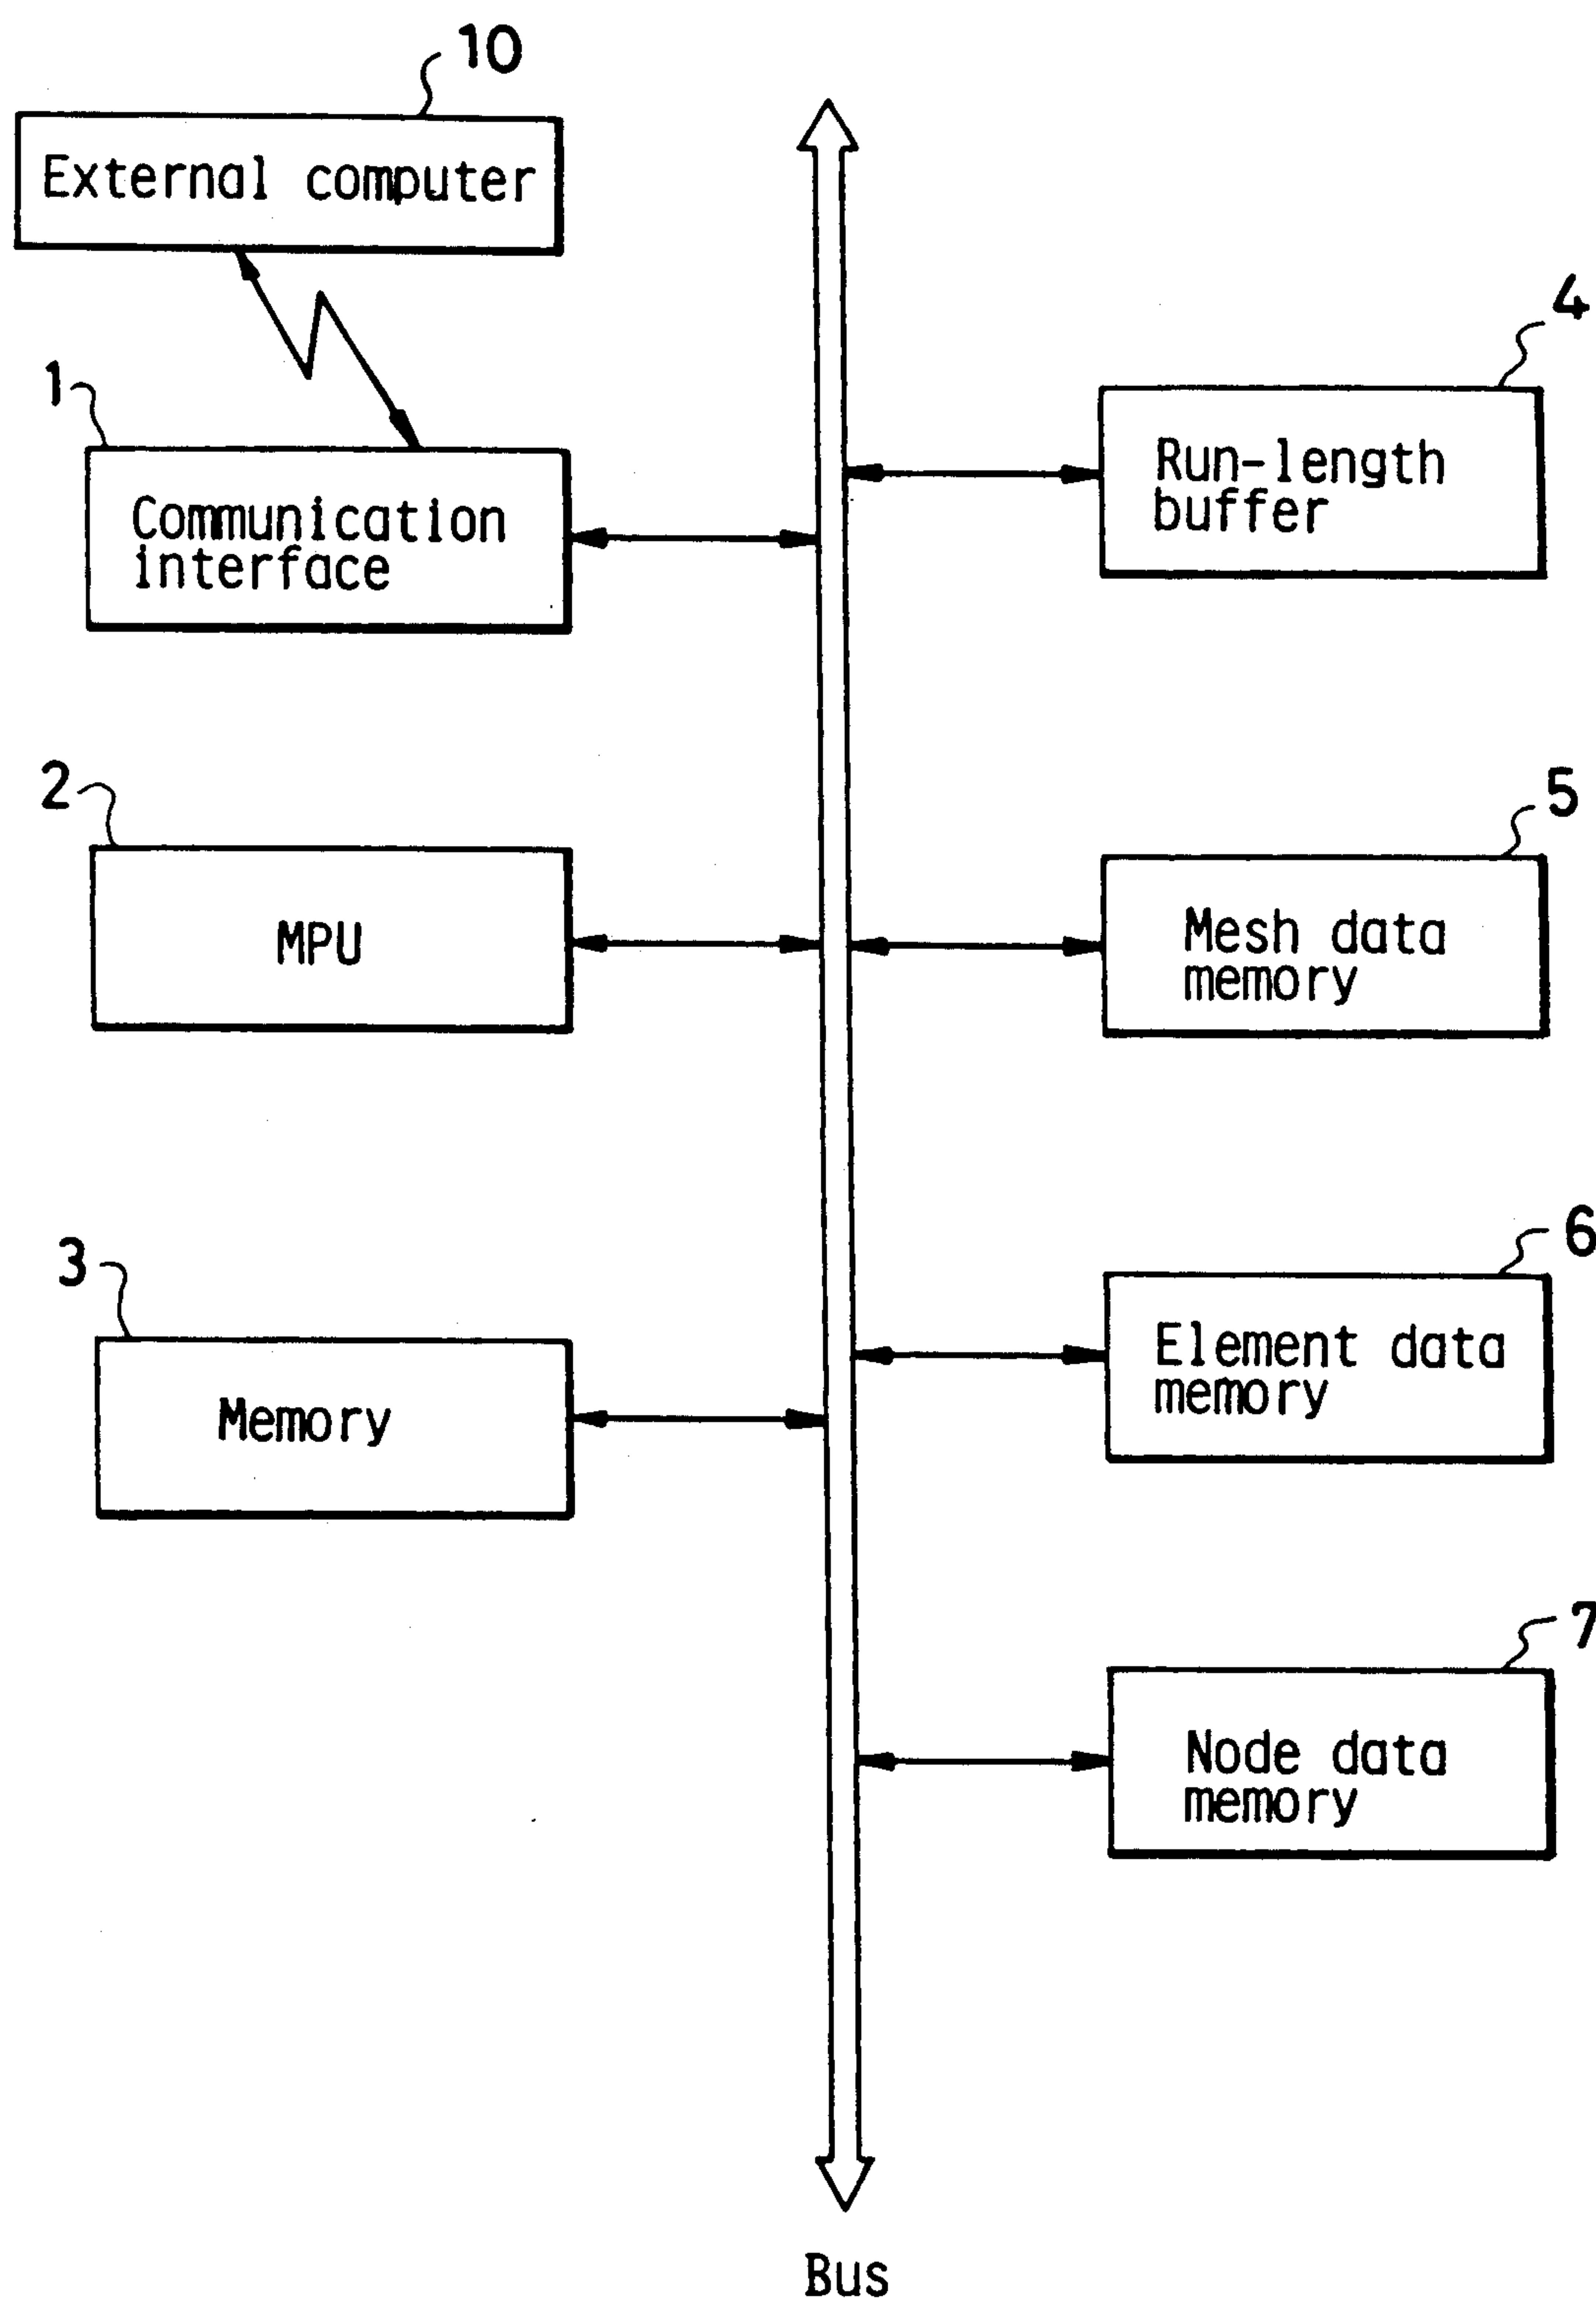 10
External computer
1
Communication
interface
2
MPU
3
Memory
4
Run-length
buffer
5
Mesh data
memory
6
Element data
memory
7
Node data
memory
Bus